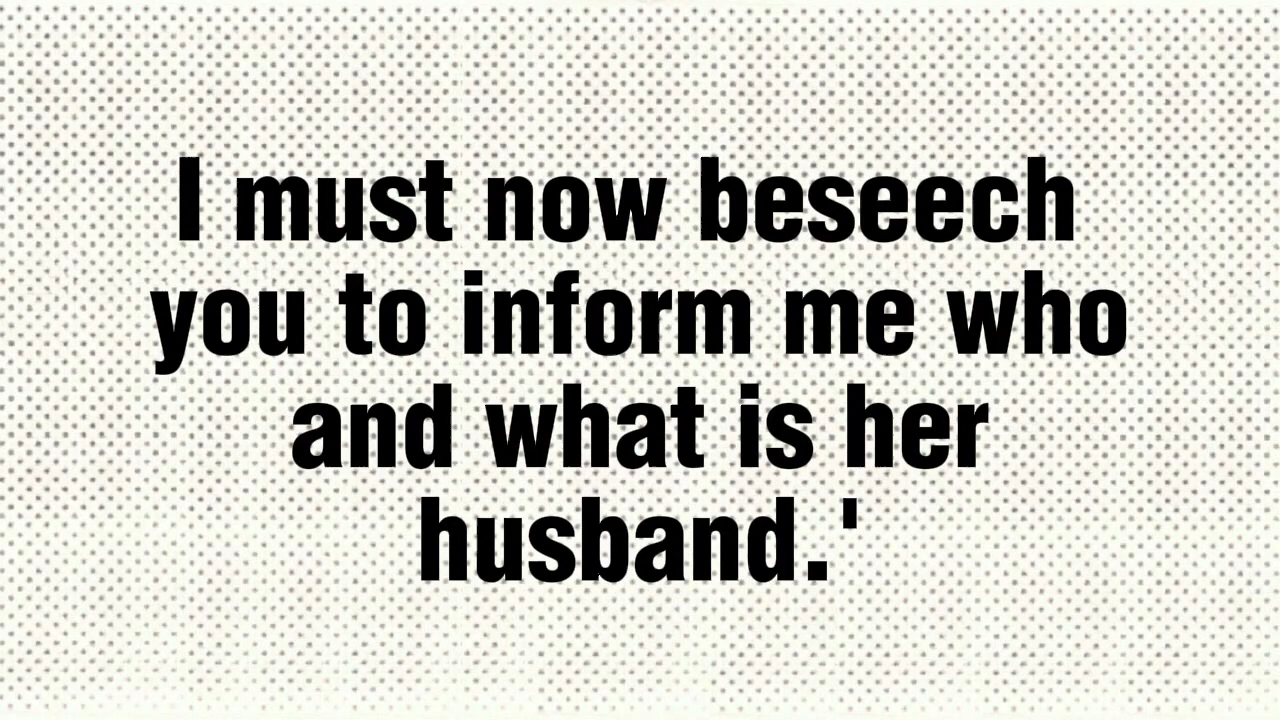 I must now beseech
you to inform me who
and what is her
husband.'